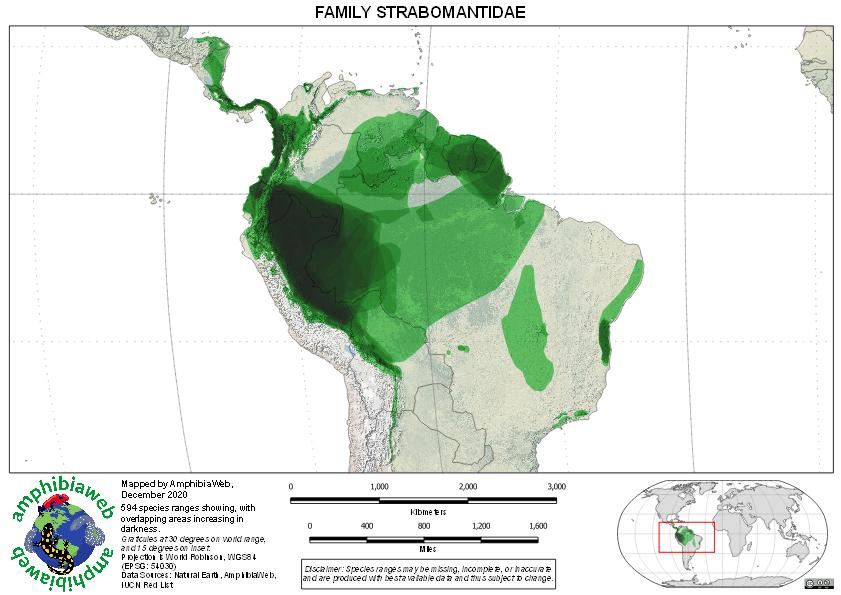 FAMILY STRABOMANTIDAE
amphibiaweb
amphibiaweb
Mapped by AmphibiaWeb,
December 2020
594 species ranges showing, with
overlapping areas increasing in
darkness.
Graticules at 30 degrees on world range,
and 15 degrees on inset.
Projection is World Robinson, WGS84
(EPSG: 54030)
Data Sources: Natural Earth, AmphibiaWeb,
IUCN Red List
0 1,000 2,000 3,000
Kilometers
0 400 800 1,200 1,600
Miles
Disclaimer: Species ranges may be missing, incomplete, or inaccurate
and are produced with best available data and thus subject to change.